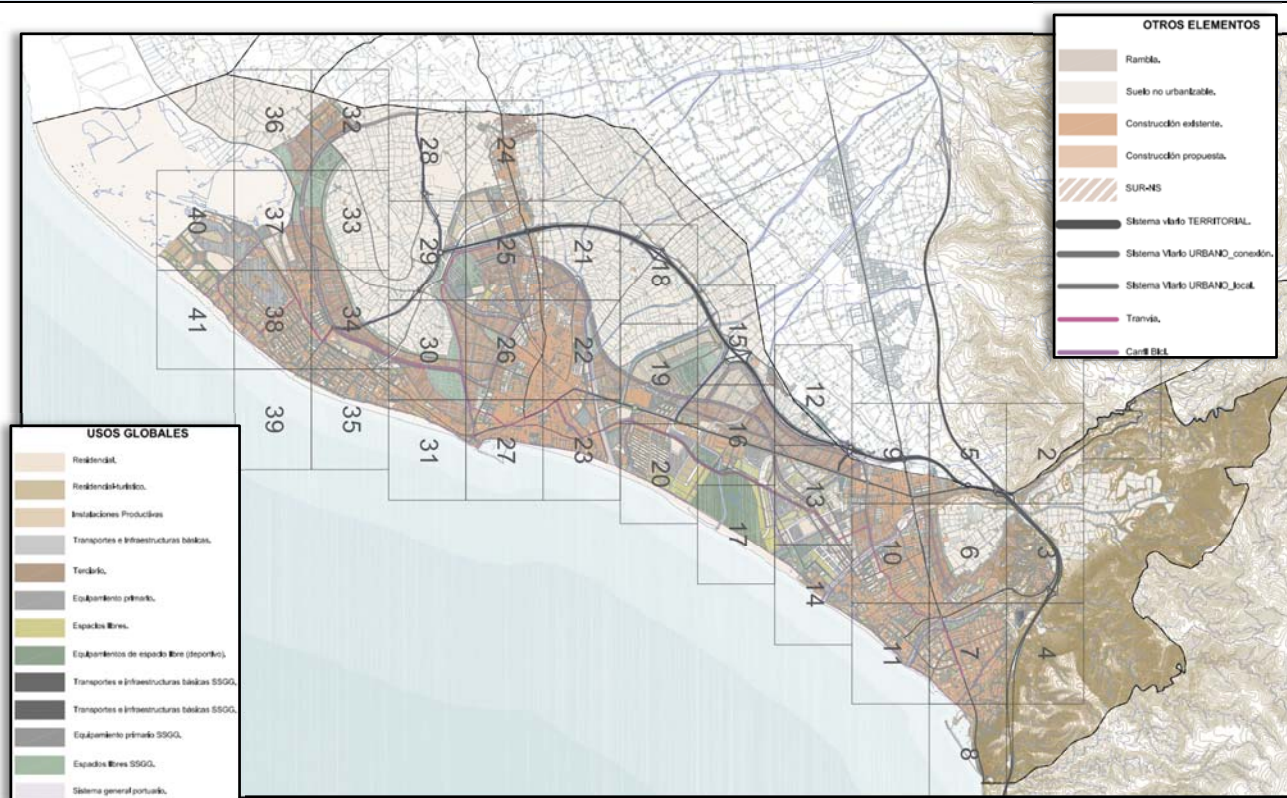 OTROS ELEMENTOS
Rambla.
Suelo no urbanizable.
Construcción existente.
Construcción propuesta.
SUR-NS
Sistema viario TERRITORIAL.
Sistema Viario URBANO_conexión.
Sistema Viario URBANO_local.
Tranvía.
Carril Bici.
36
32
28
24
40
37
33
29
25
21
18
15
12
9
5
2
41
38
34
30
26
22
19
16
13
10
6
3
39
35
31
27
23
20
17
14
11
7
4
8
USOS GLOBALES
Residencial.
Residencial-turístico.
Instalaciones Productivas
Transportes e infraestructuras básicas.
Terciario.
Equipamiento primario.
Espacios libres.
Equipamientos de espacio libre (deportivo).
Transportes e infraestructuras básicas SSGG.
Transportes e infraestructuras básicas SSGG.
Equipamiento primario SSGG.
Espacios libres SSGG.
Sistema general portuario.